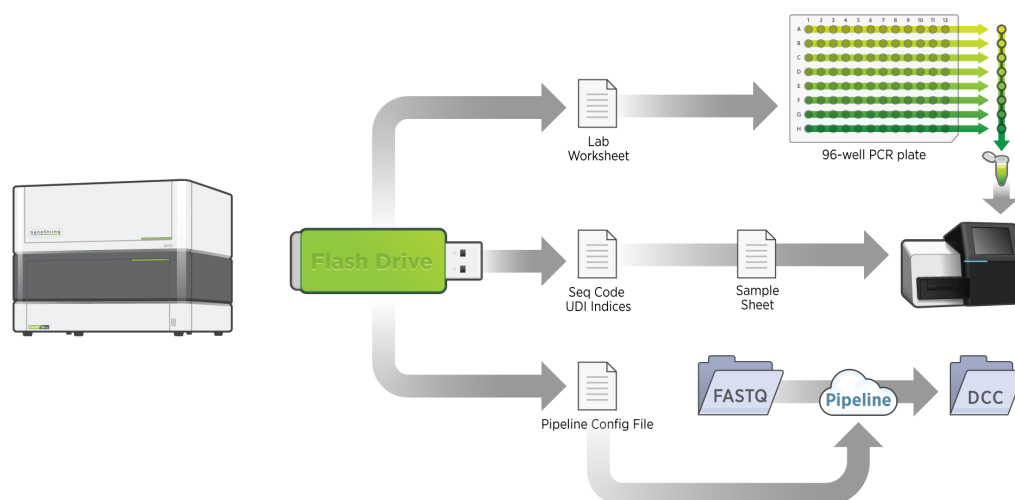 1 2 3 4 5 6 7 8 9 10 11 12
A
B
C
D
E
F
G
H
96-well PCR plate
Lab
Worksheet
nanoString
Flash Drive
Seq Code
UDI Indices
Sample
Sheet
Pipeline Config File
FASTQ
Pipeline
DCC